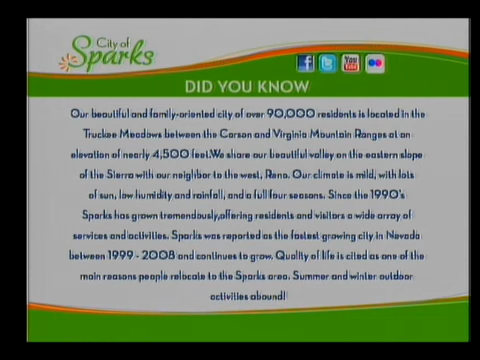 City of
Sparks
You
Tube
DID YOU KNOW
Our beautiful and family-oriented city of over 90,000 residents is located in the
Truckee Meadows between the Carson and Virginia Mountain Ranges at an
elevation of nearly 4,500 feet.We share our beautiful valley on the eastern slope
of the Sierra with our neighbor to the west, Reno. Our climate is mild, with lots
of sun, low humidity and rainfall, and a full four seasons. Since the 1990's
Sparks has grown tremendously,offering residents and visitors a wide array of
services and activities. Sparks was reported as the fastest growing city in Nevada
between 1999 - 2008 and continues to grow. Quality of life is cited as one of the
main reasons people relocate to the Sparks area. Summer and winter outdoor
activities abound!